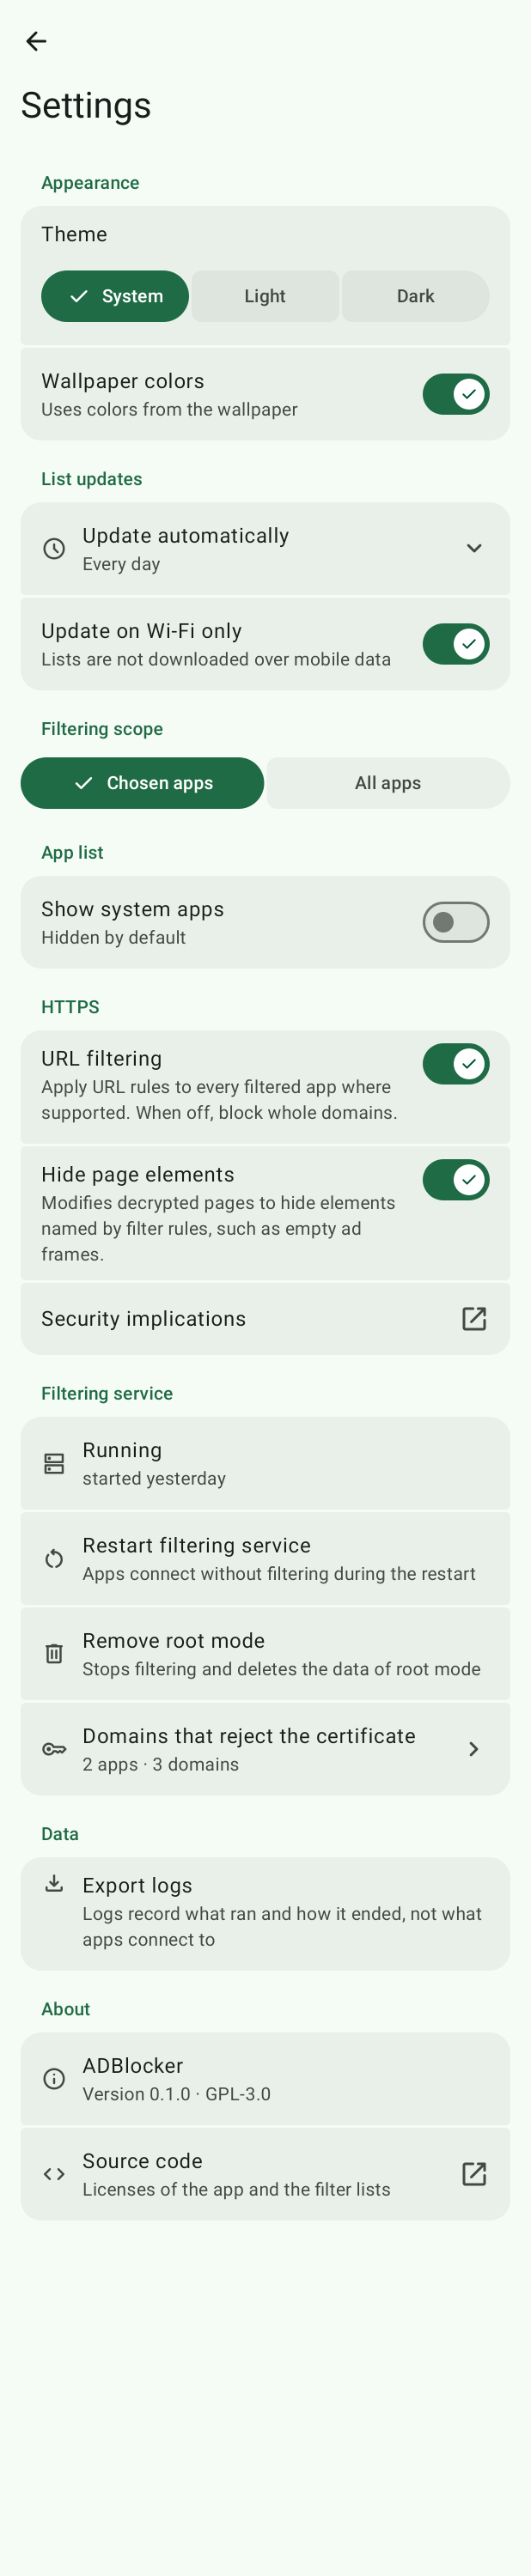 Settings
Appearance
Theme
System
Light
Dark
Wallpaper colors
Uses colors from the wallpaper
List updates
Update automatically
Every day
Update on Wi-Fi only
Lists are not downloaded over mobile data
Filtering scope
Chosen apps
All apps
App list
Show system apps
Hidden by default
HTTPS
URL filtering
Apply URL rules to every filtered app where
supported. When off, block whole domains.
Hide page elements
Modifies decrypted pages to hide elements
named by filter rules, such as empty ad
frames.
Security implications
Filtering service
Running
started yesterday
Restart filtering service
Apps connect without filtering during the restart
Remove root mode
Stops filtering and deletes the data of root mode
Domains that reject the certificate
2 apps · 3 domains
Data
Export logs
Logs record what ran and how it ended, not what
apps connect to
About
ADBlocker
Version 0.1.0 · GPL-3.0
Source code
Licenses of the app and the filter lists